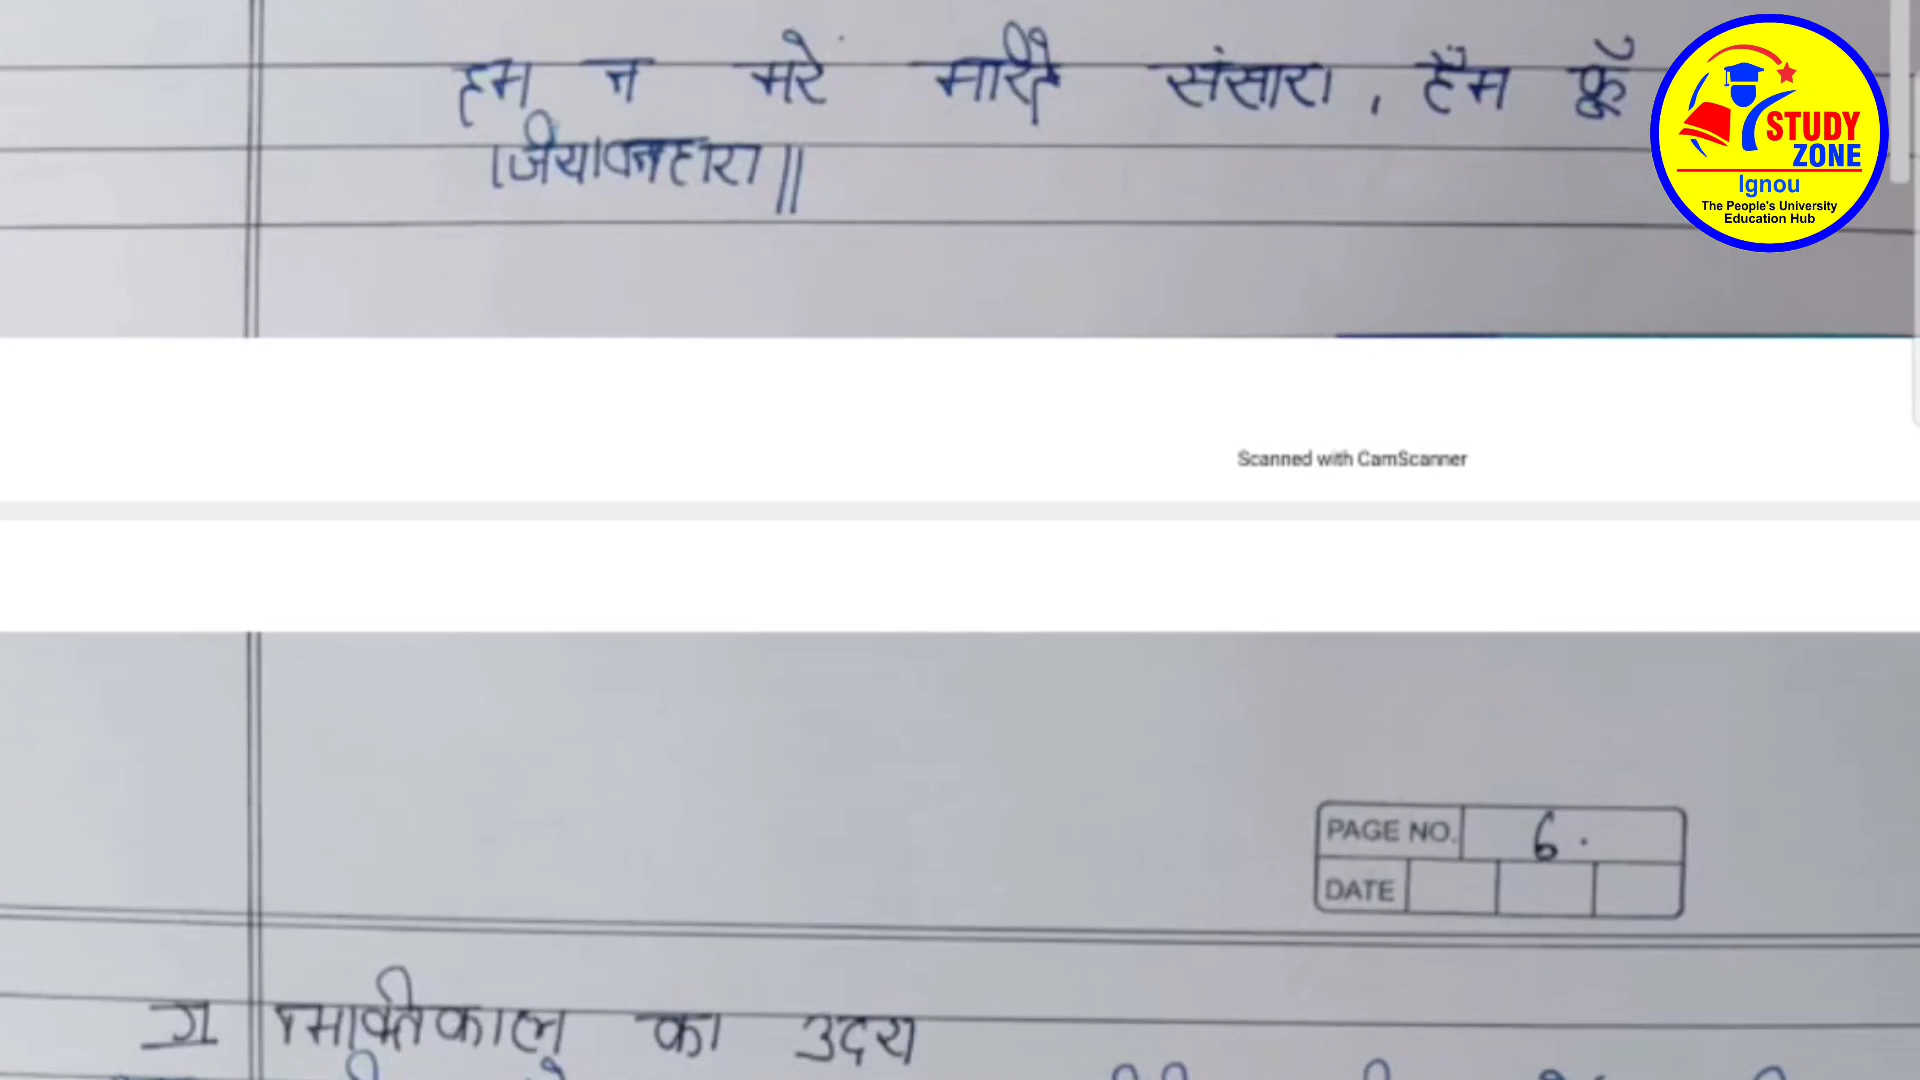 हम न मरें मरिहै संसारा, हँम कूँ
जियावनहारा॥
STUDY
ZONE
Ignou
The People's University
Education Hub
Scanned with CamScanner
PAGE NO. 6.
DATE
ग भक्तिकाल का उदय